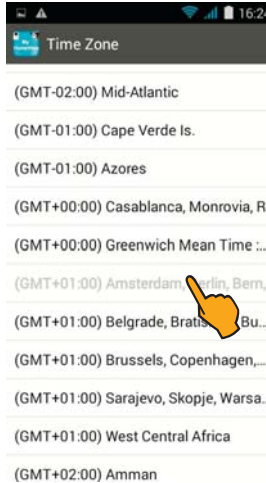 16:24
Time Zone
(GMT-02:00) Mid-Atlantic
(GMT-01:00) Cape Verde Is.
(GMT-01:00) Azores
(GMT+00:00) Casablanca, Monrovia, R
(GMT+00:00) Greenwich Mean Time :...
(GMT+01:00) Amsterdam, Berlin, Bern,
(GMT+01:00) Belgrade, Bu...
(GMT+01:00) Brussels, Copenhagen,...
(GMT+01:00) Sarajevo, Skopje, Warsa...
(GMT+01:00) West Central Africa
(GMT+02:00) Amman